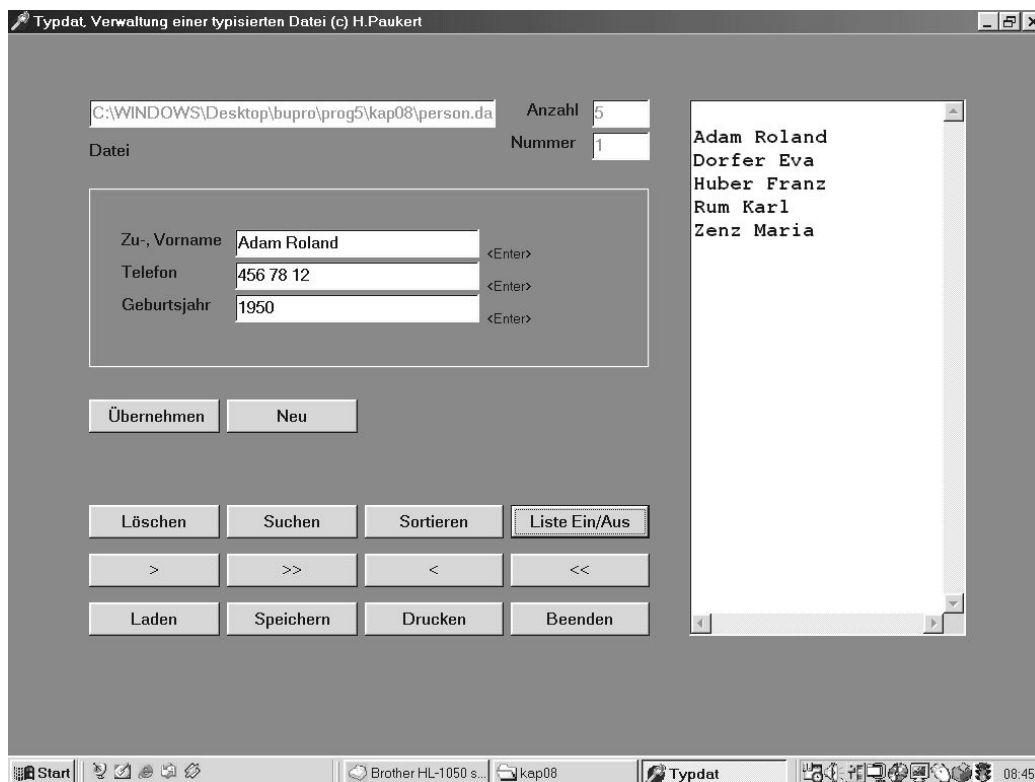 Typdat, Verwaltung einer typisierten Datei (c) H.Paukert
C:\WINDOWS\Desktop\bupro\prog5\kap08\person.da
Anzahl 5
Datei
Nummer 1
Zu-, Vorname Adam Roland <Enter>
Telefon 456 78 12 <Enter>
Geburtsjahr 1950 <Enter>
Übernehmen Neu
Löschen Suchen Sortieren Liste Ein/Aus
> >> < <<
Laden Speichern Drucken Beenden
Adam Roland
Dorfer Eva
Huber Franz
Rum Karl
Zenz Maria
Start Brother HL-1050 s... kap08 Typdat 08:45